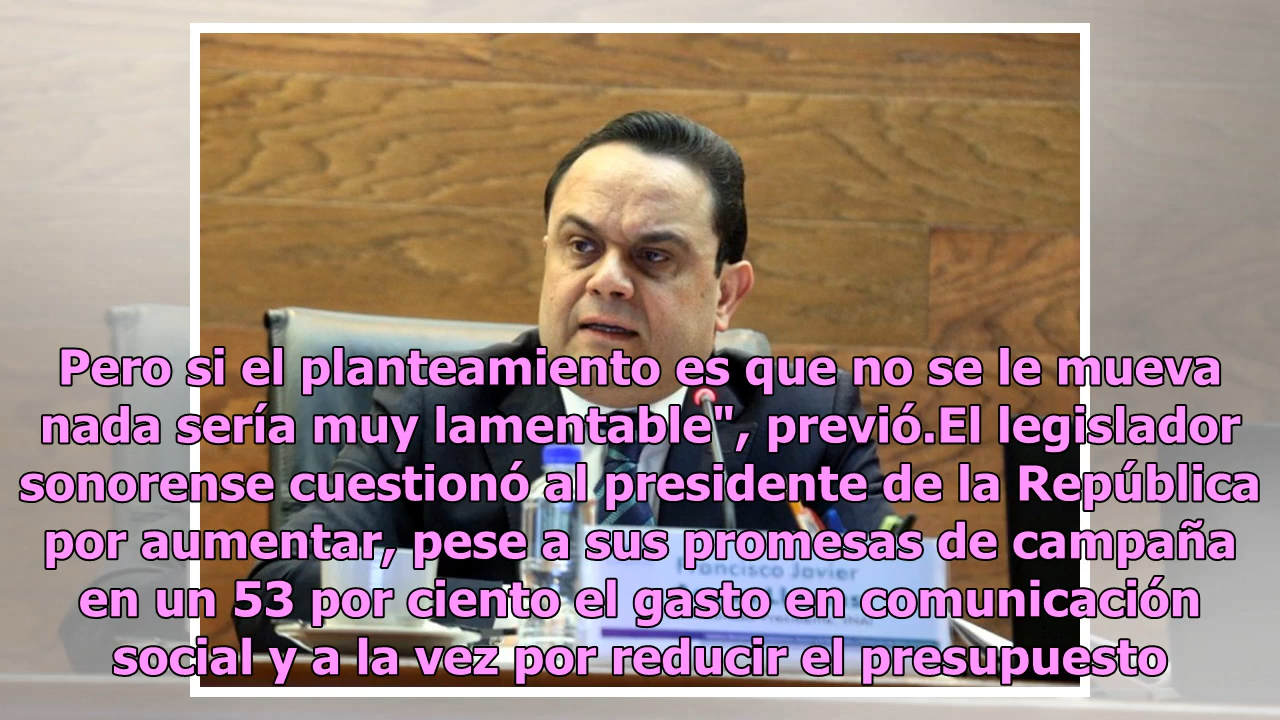 Pero si el planteamiento es que no se le mueva
nada sería muy lamentable", previó.El legislador
sonorense cuestionó al presidente de la República
por aumentar, pese a sus promesas de campaña
en un 53 por ciento el gasto en comunicación
social y a la vez por reducir el presupuesto
Francisco Javier